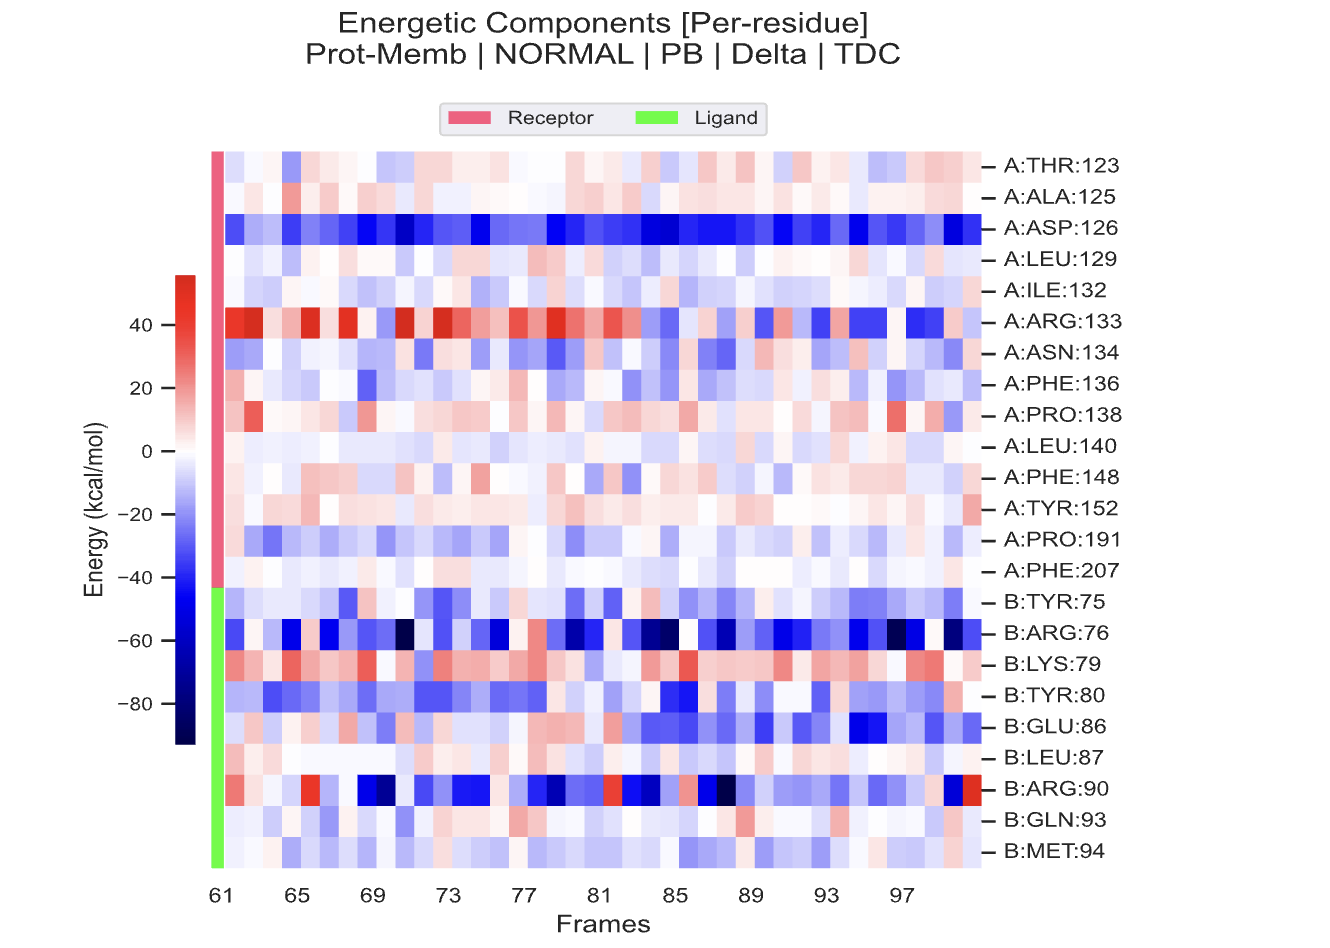 Energetic Components [Per-residue]
Prot-Memb | NORMAL | PB | Delta | TDC
Receptor
Ligand
A:THR:123
A:ALA:125
A:ASP:126
A:LEU:129
A:ILE:132
A:ARG:133
A:ASN:134
A:PHE:136
A:PRO:138
A:LEU:140
A:PHE:148
A:TYR:152
A:PRO:191
A:PHE:207
B:TYR:75
B:ARG:76
B:LYS:79
B:TYR:80
B:GLU:86
B:LEU:87
B:ARG:90
B:GLN:93
B:MET:94
40
20
0
−20
−40
−60
−80
Energy (kcal/mol)
61 65 69 73 77 81 85 89 93 97
Frames